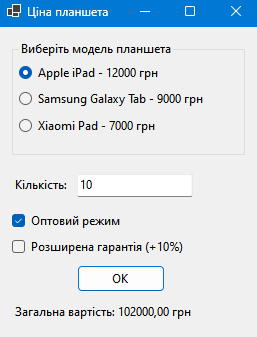 Ціна планшета
Виберіть модель планшета
Apple iPad - 12000 грн
Samsung Galaxy Tab - 9000 грн
Xiaomi Pad - 7000 грн
Кількість: 10
Оптовий режим
Розширена гарантія (+10%)
ОК
Загальна вартість: 102000,00 грн